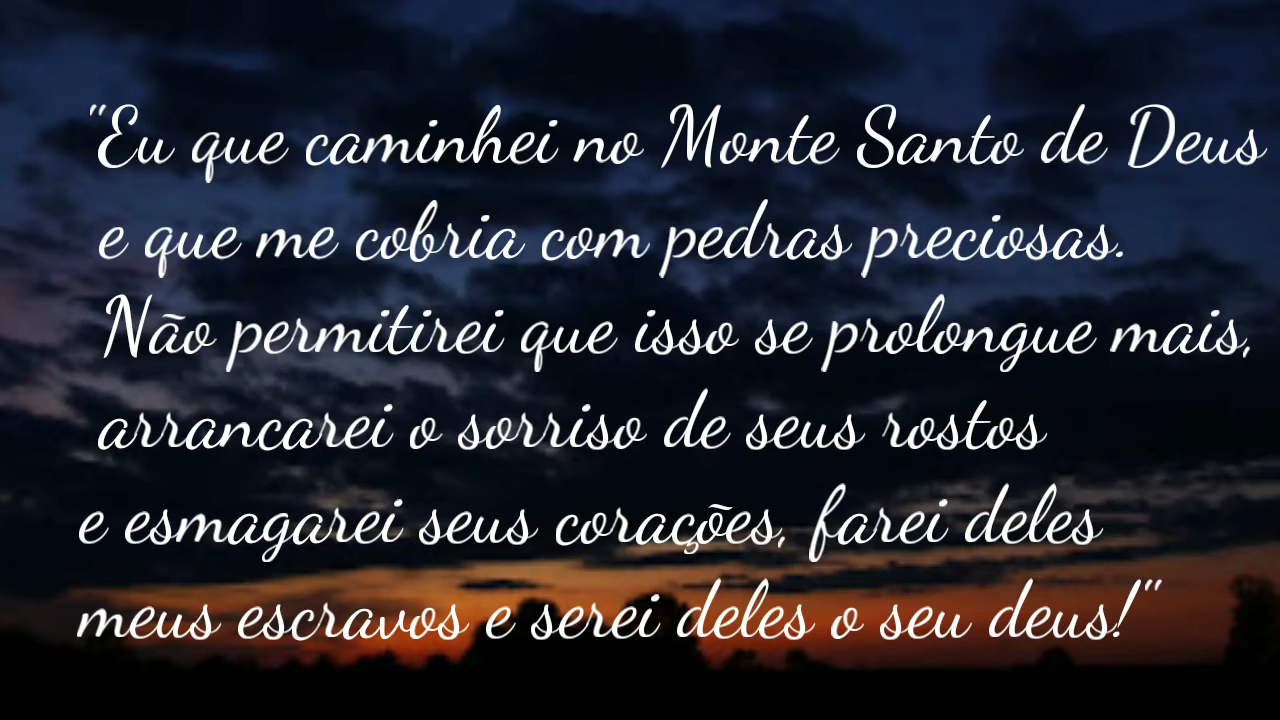 "Eu que caminhei no Monte Santo de Deus
e que me cobria com pedras preciosas.
Não permitirei que isso se prolongue mais,
arrancarei o sorriso de seus rostos
e esmagarei seus corações, farei deles
meus escravos e serei deles o seu deus!"